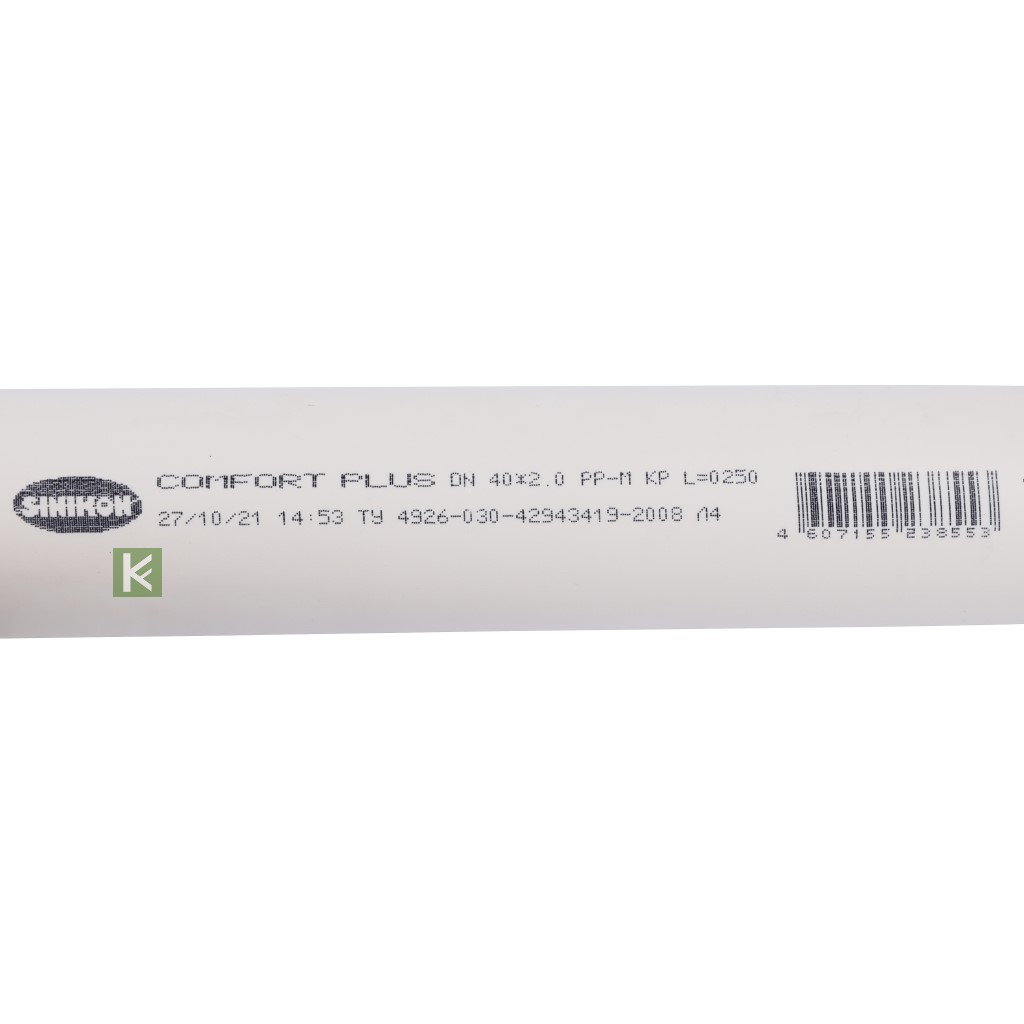 SINIKON
COMFORT PLUS DN 40*2.0 PP-M KP L=0250
27/10/21 14:53 ТУ 4926-030-42943419-2008 Л4
4 607155 238553
K